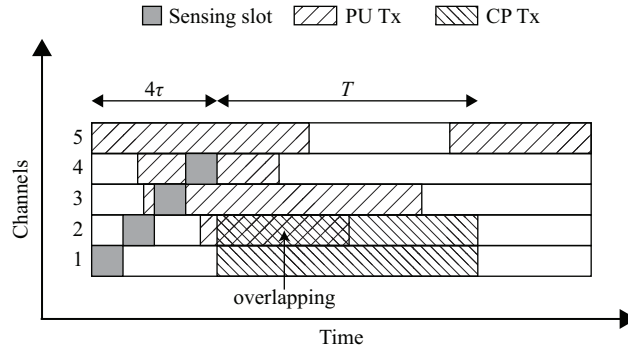 Sensing slot PU Tx CP Tx
4τ T
5
4
3
2
1
Channels
overlapping
Time